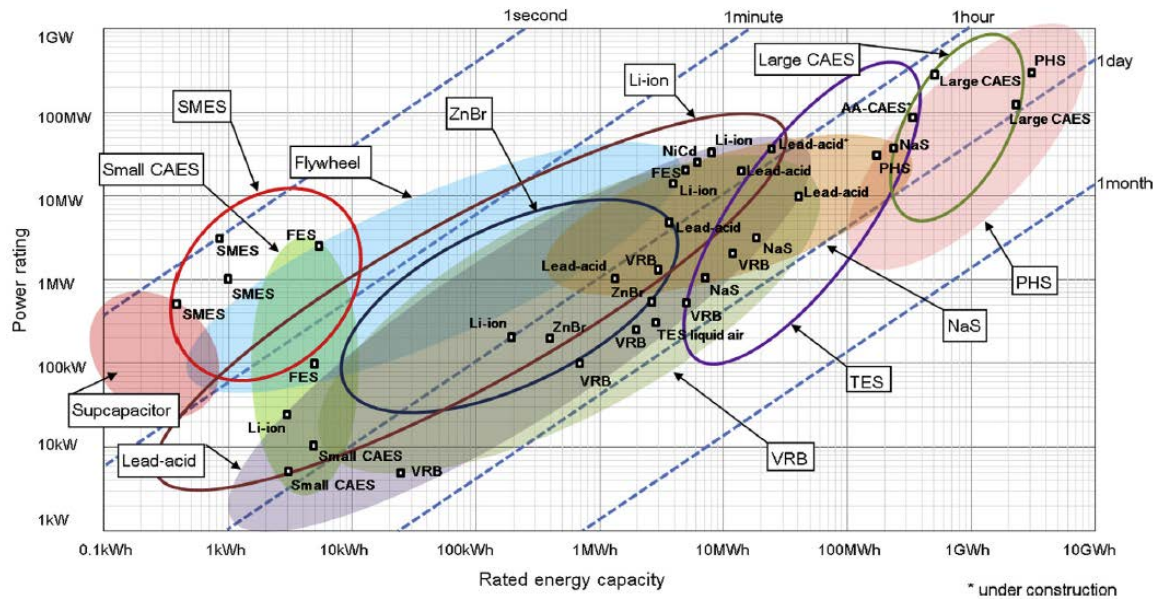 1second
1minute
1hour
1day
1month
1GW
100MW
10MW
1MW
100kW
10kW
1kW
Power rating
0.1kWh
1kWh
10kWh
100kWh
1MWh
10MWh
100MWh
1GWh
10GWh
Rated energy capacity
* under construction
SMES
Small CAES
Flywheel
ZnBr
Li-ion
Large CAES
Supcapacitor
Lead-acid
VRB
TES
NaS
PHS
PHS
Large CAES
Large CAES
AA-CAES*
Li-ion
Lead-acid*
NaS
NiCd
PHS
FES
Lead-acid
Li-ion
Lead-acid
Lead-acid
FES
SMES
NaS
VRB
VRB
SMES
Lead-acid
NaS
ZnBr
VRB
SMES
TES liquid air
Li-ion
ZnBr
VRB
VRB
FES
Li-ion
Small CAES
Small CAES
VRB